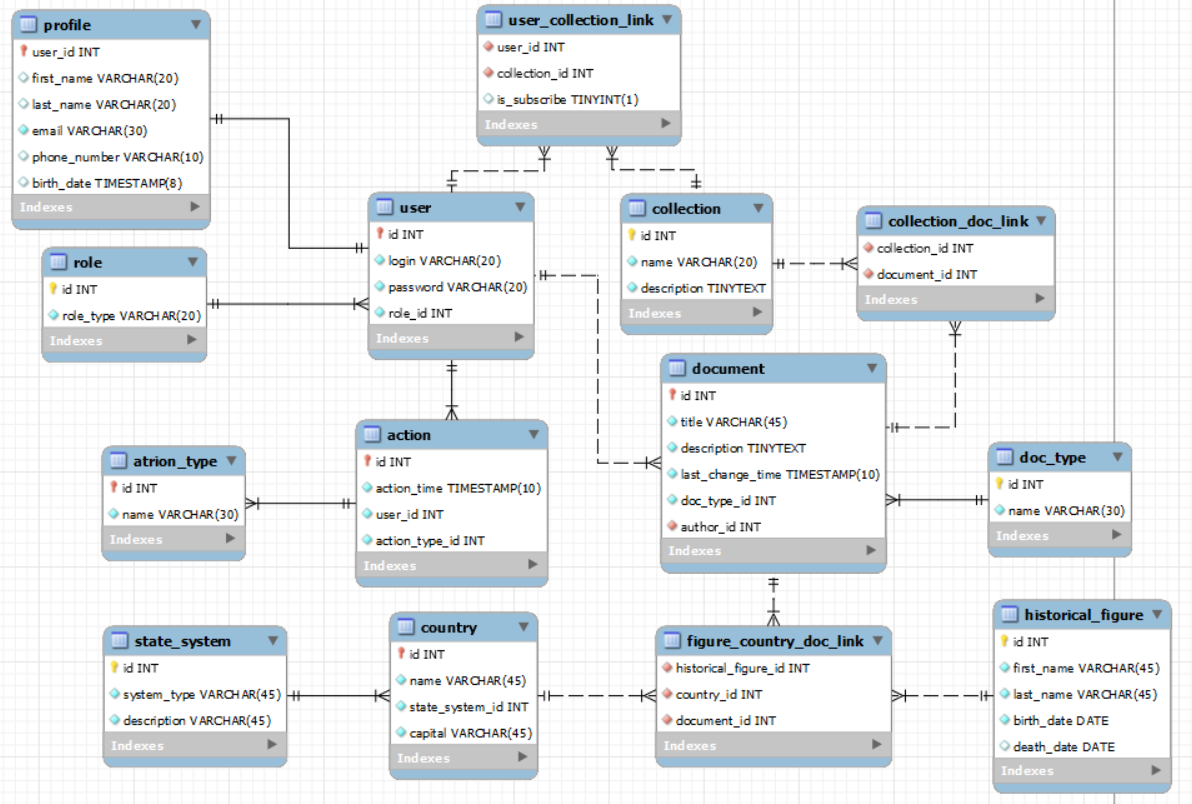 profile
user_id INT
first_name VARCHAR(20)
last_name VARCHAR(20)
email VARCHAR(30)
phone_number VARCHAR(10)
birth_date TIMESTAMP(8)
Indexes
user_collection_link
user_id INT
collection_id INT
is_subscribe TINYINT(1)
Indexes
user
id INT
login VARCHAR(20)
password VARCHAR(20)
role_id INT
Indexes
collection
id INT
name VARCHAR(20)
description TINYTEXT
Indexes
collection_doc_link
collection_id INT
document_id INT
Indexes
role
id INT
role_type VARCHAR(20)
Indexes
document
id INT
title VARCHAR(45)
description TINYTEXT
last_change_time TIMESTAMP(10)
doc_type_id INT
author_id INT
Indexes
action
id INT
action_time TIMESTAMP(10)
user_id INT
action_type_id INT
Indexes
atrion_type
id INT
name VARCHAR(30)
Indexes
doc_type
id INT
name VARCHAR(30)
Indexes
state_system
id INT
system_type VARCHAR(45)
description VARCHAR(45)
Indexes
country
id INT
name VARCHAR(45)
state_system_id INT
capital VARCHAR(45)
Indexes
figure_country_doc_link
historical_figure_id INT
country_id INT
document_id INT
Indexes
historical_figure
id INT
first_name VARCHAR(45)
last_name VARCHAR(45)
birth_date DATE
death_date DATE
Indexes